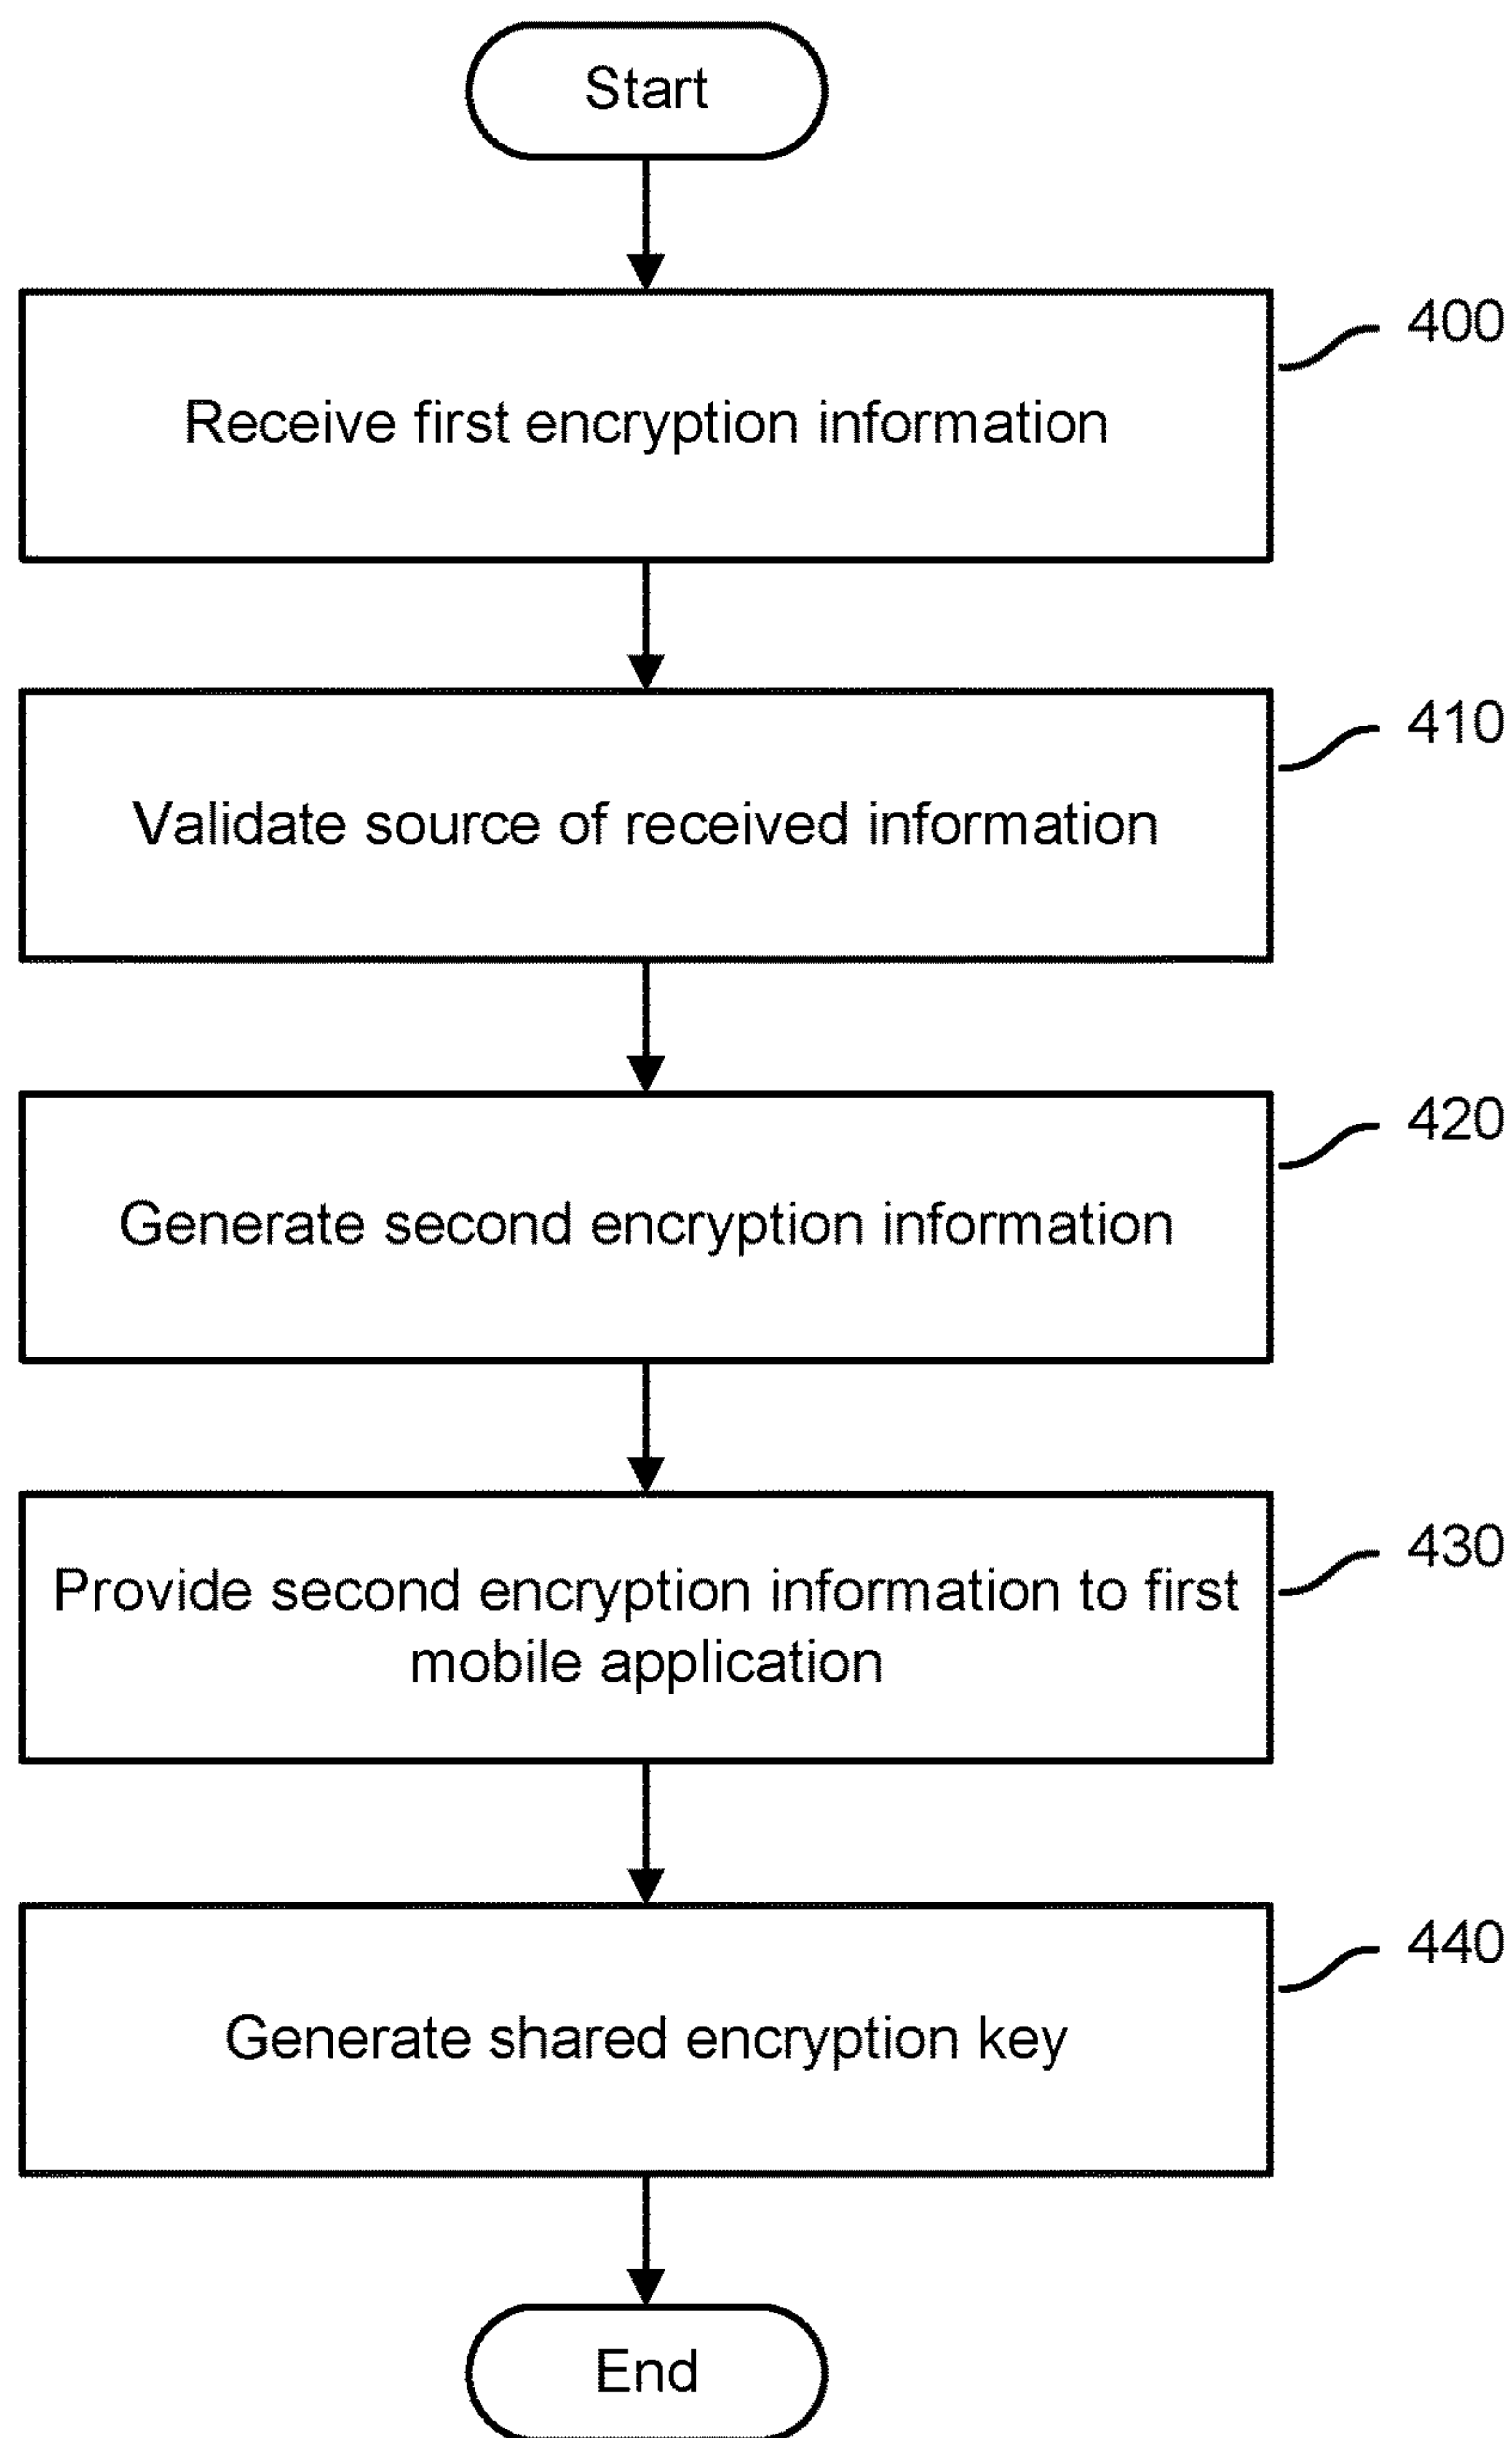 Start
400
Receive first encryption information
410
Validate source of received information
420
Generate second encryption information
430
Provide second encryption information to first
mobile application
440
Generate shared encryption key
End